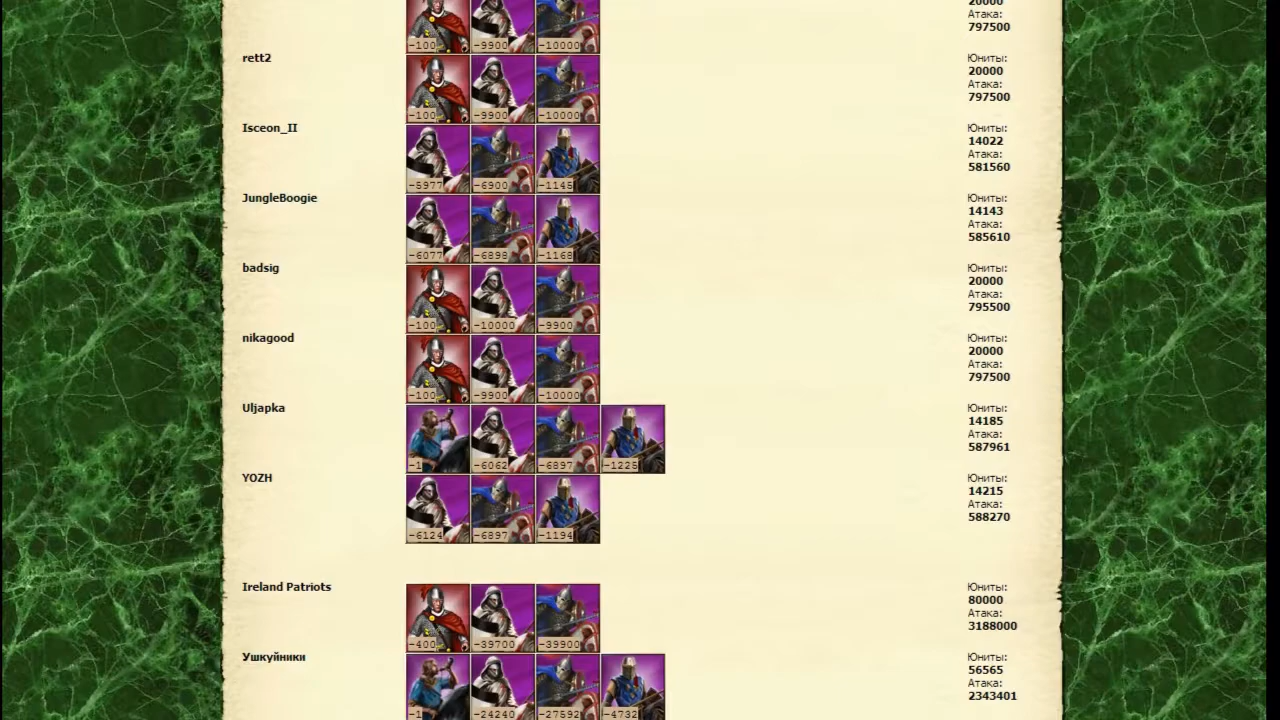 20000
Атака:
-100 -9900 -10000 797500
rett2 Юниты:
20000
Атака:
-100 -9900 -10000 797500
Isceon_II Юниты:
14022
Атака:
581560
-5977 -6900 -1145
JungleBoogie Юниты:
14143
Атака:
585610
-6077 -6898 -1168
badsig Юниты:
20000
Атака:
795500
-100 -10000 -9900
nikagood Юниты:
20000
Атака:
797500
-100 -9900 -10000
Uljapka Юниты:
14185
Атака:
587961
-1 -6062 -6897 -1225
YOZH Юниты:
14215
Атака:
588270
-6124 -6897 -1194
Ireland Patriots Юниты:
80000
Атака:
3188000
-400 -39700 -39900
Ушкуйники Юниты:
56565
Атака:
2343401
-1 -24240 -27592 -4732